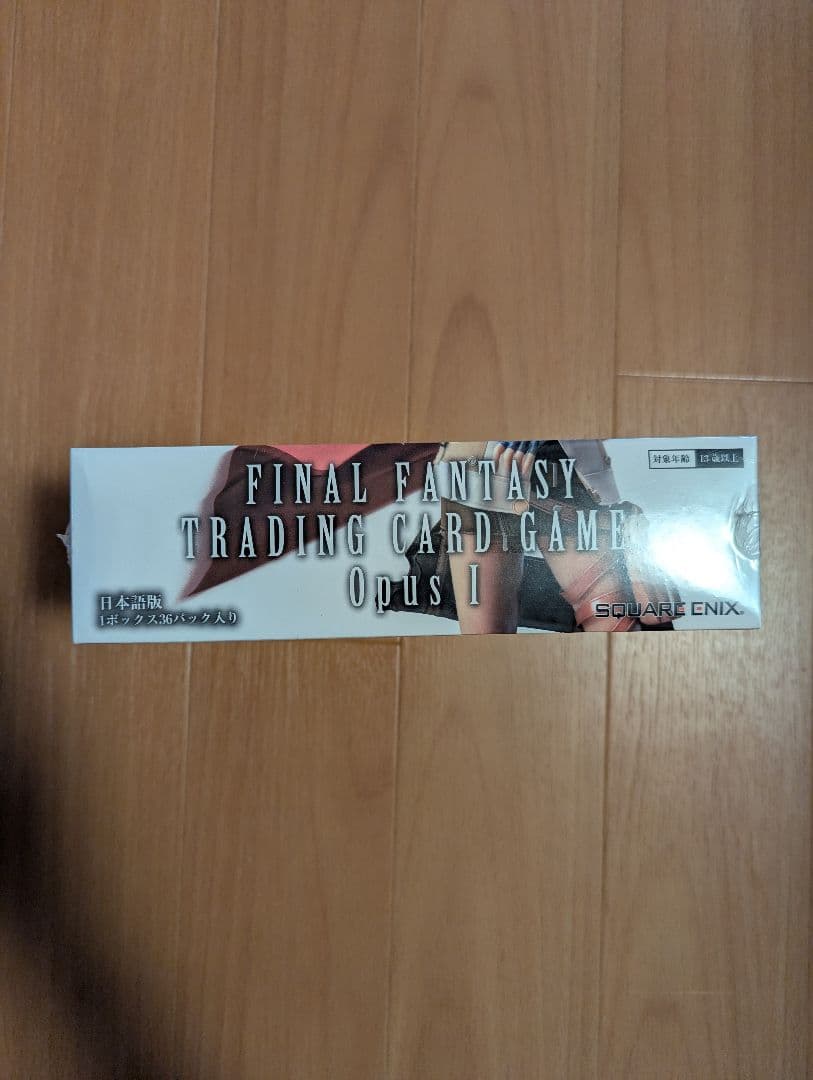 対象年齢 13歳以上
FINAL FANTASY
TRADING CARD GAME
Opus I
日本語版
1ボックス36パック入り
SQUARE ENIX®